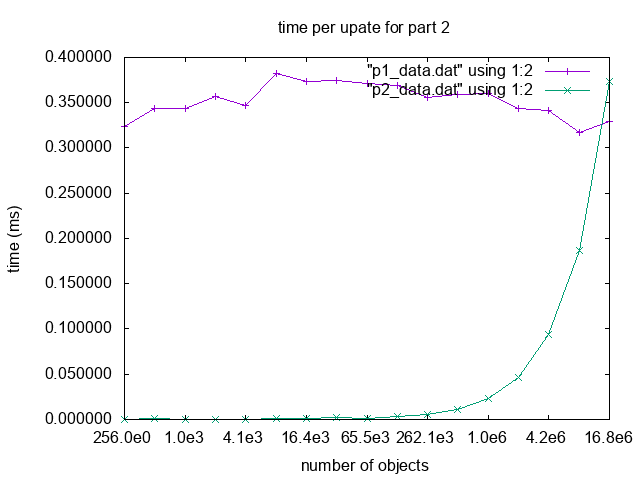 time per upate for part 2
"p1_data.dat" using 1:2
"p2_data.dat" using 1:2
0.400000
0.350000
0.300000
0.250000
0.200000
0.150000
0.100000
0.050000
0.000000
time (ms)
256.0e0 1.0e3 4.1e3 16.4e3 65.5e3 262.1e3 1.0e6 4.2e6 16.8e6
number of objects